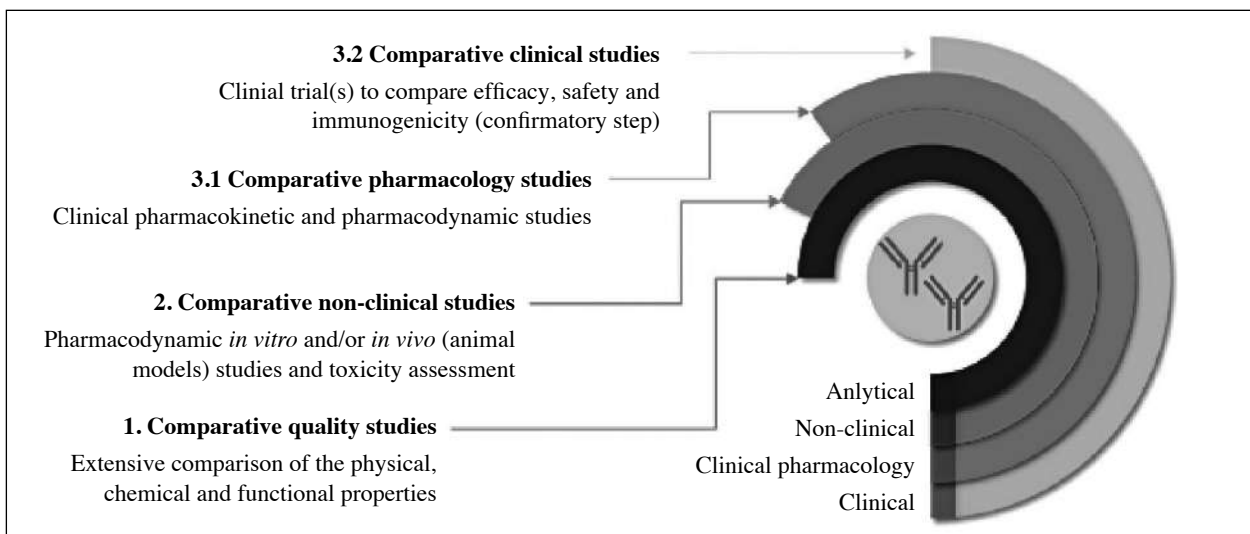 3.2 Comparative clinical studies
Clinial trial(s) to compare efficacy, safety and
immunogenicity (confirmatory step)
3.1 Comparative pharmacology studies
Clinical pharmacokinetic and pharmacodynamic studies
2. Comparative non-clinical studies
Pharmacodynamic in vitro and/or in vivo (animal
models) studies and toxicity assessment
1. Comparative quality studies
Extensive comparison of the physical,
chemical and functional properties
Anlytical
Non-clinical
Clinical pharmacology
Clinical